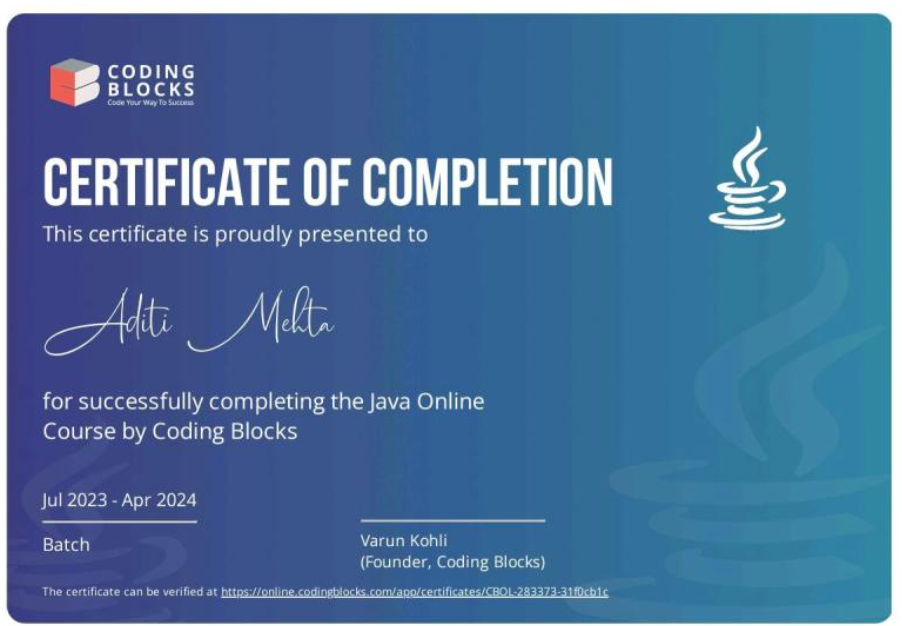 CODING
BLOCKS
Code Your Way To Success
CERTIFICATE OF COMPLETION
This certificate is proudly presented to
Aditi Mehta
for successfully completing the Java Online
Course by Coding Blocks
Jul 2023 - Apr 2024
Batch
Varun Kohli
(Founder, Coding Blocks)
The certificate can be verified at https://online.codingblocks.com/app/certificates/CBOL-283373-31f0cb1c